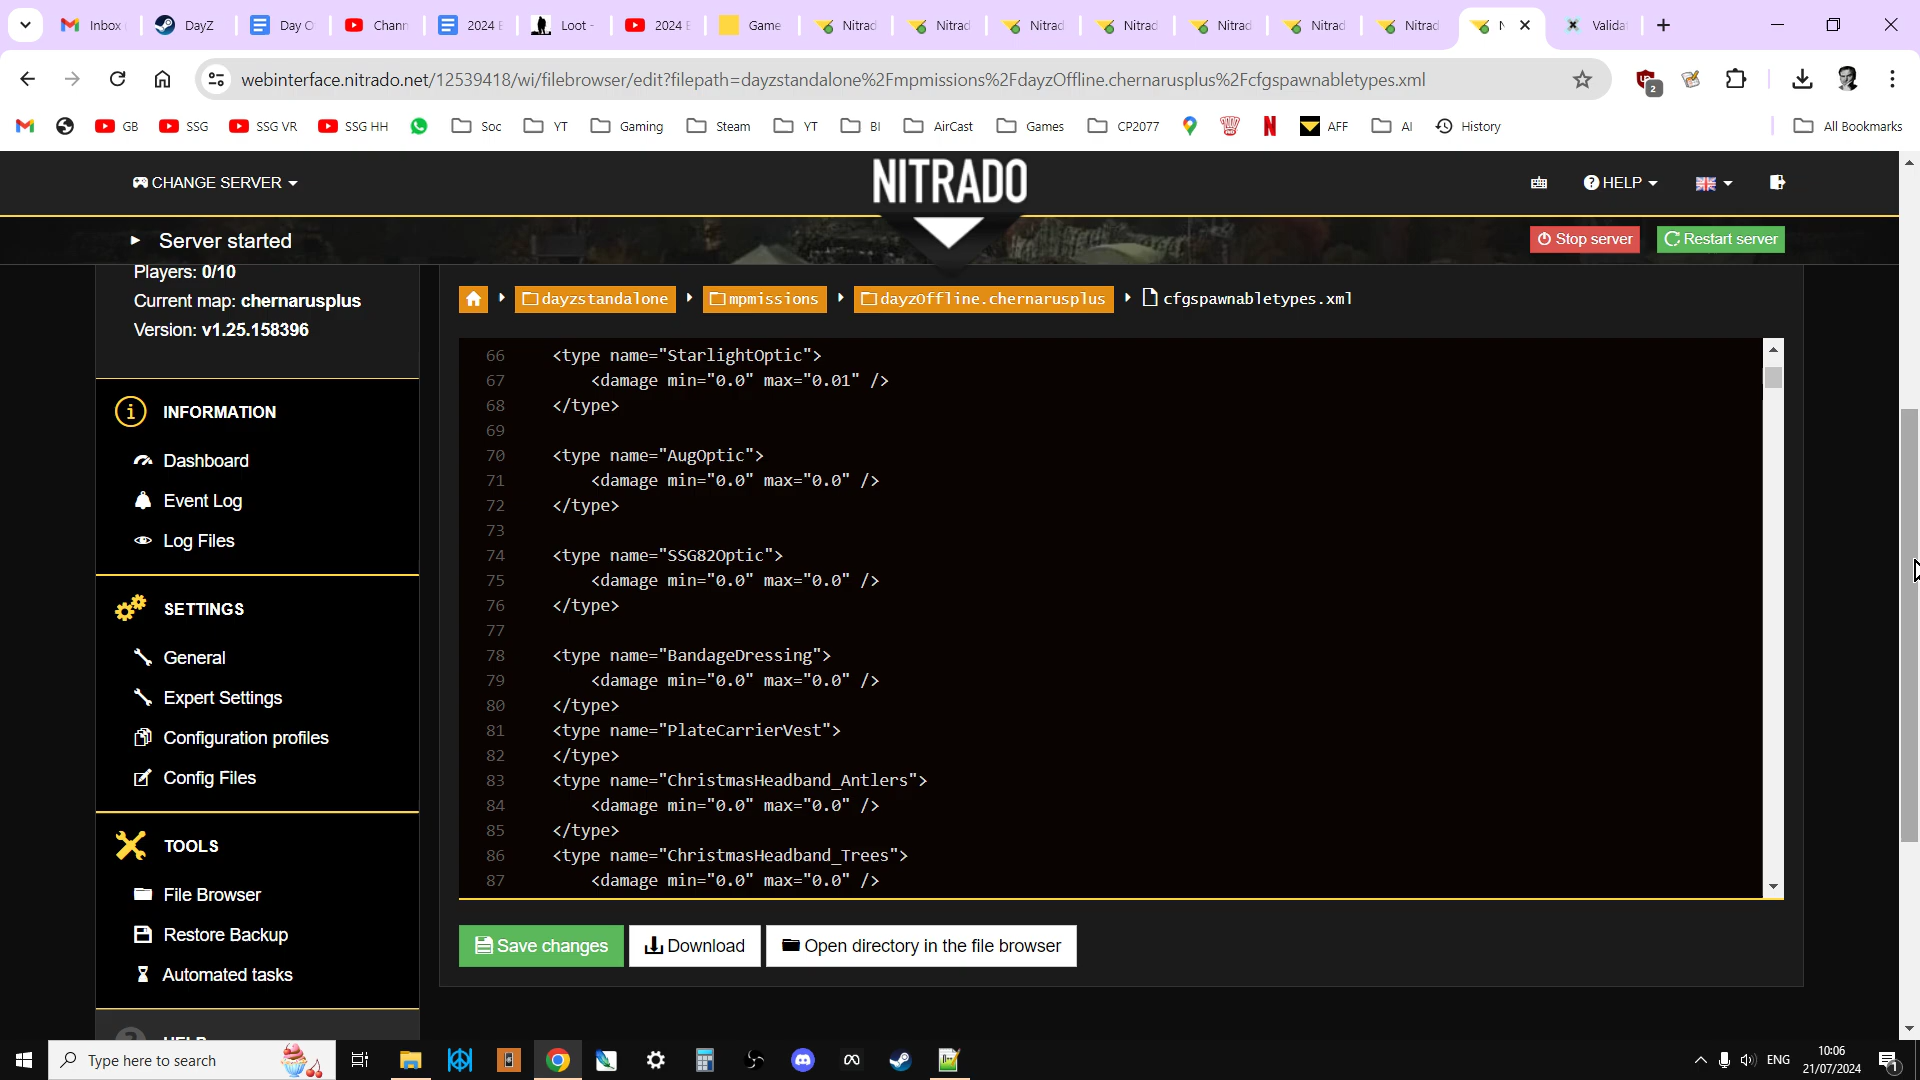 Inbox
DayZ
Day O
Chann
2024 E
Loot -
2024 E
Game
Nitrad
Nitrad
Nitrad
Nitrad
Nitrad
Nitrad
Nitrad
N
Valida
webinterface.nitrado.net/12539418/wi/filebrowser/edit?filepath=dayzstandalone%2Fmpmissions%2FdayzOffline.chernarusplus%2Fcfgspawnabletypes.xml
2
GB
SSG
SSG VR
SSG HH
Soc
YT
Gaming
Steam
YT
BI
AirCast
Games
CP2077
AFF
AI
History
All Bookmarks
CHANGE SERVER
NITRADO
HELP
Server started
Stop server
Restart server
Players: 0/10
Current map: chernarusplus
Version: v1.25.158396
INFORMATION
Dashboard
Event Log
Log Files
SETTINGS
General
Expert Settings
Configuration profiles
Config Files
TOOLS
File Browser
Restore Backup
Automated tasks
HELP
dayzstandalone
mpmissions
dayzOffline.chernarusplus
cfgspawnabletypes.xml
66 <type name="StarlightOptic">
67 <damage min="0.0" max="0.01" />
68 </type>
69
70 <type name="AugOptic">
71 <damage min="0.0" max="0.0" />
72 </type>
73
74 <type name="SSG82Optic">
75 <damage min="0.0" max="0.0" />
76 </type>
77
78 <type name="BandageDressing">
79 <damage min="0.0" max="0.0" />
80 </type>
81 <type name="PlateCarrierVest">
82 </type>
83 <type name="ChristmasHeadband_Antlers">
84 <damage min="0.0" max="0.0" />
85 </type>
86 <type name="ChristmasHeadband_Trees">
87 <damage min="0.0" max="0.0" />
Save changes
Download
Open directory in the file browser
Type here to search
ENG
10:06
21/07/2024
1